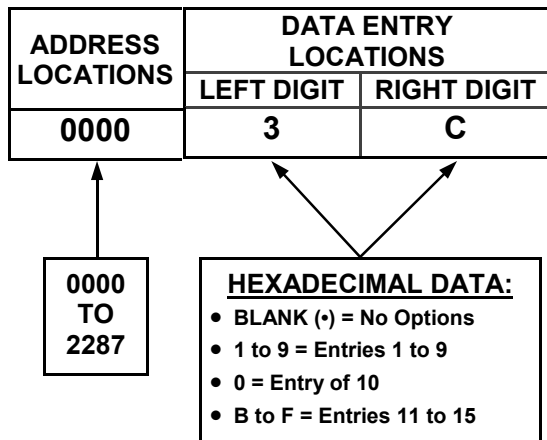 ADDRESS
LOCATIONS
DATA ENTRY
LOCATIONS
LEFT DIGIT
RIGHT DIGIT
0000
3
C
0000
TO
2287
HEXADECIMAL DATA:
• BLANK (•) = No Options
• 1 to 9 = Entries 1 to 9
• 0 = Entry of 10
• B to F = Entries 11 to 15